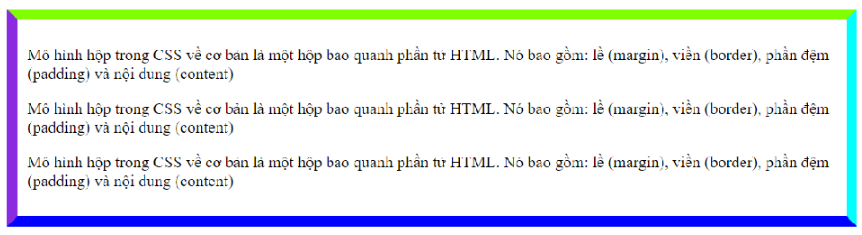 Mô hình hộp trong CSS về cơ bản là một hộp bao quanh phần tử HTML. Nó bao gồm: lề (margin), viền (border), phần đệm
(padding) và nội dung (content)
Mô hình hộp trong CSS về cơ bản là một hộp bao quanh phần tử HTML. Nó bao gồm: lề (margin), viền (border), phần đệm
(padding) và nội dung (content)
Mô hình hộp trong CSS về cơ bản là một hộp bao quanh phần tử HTML. Nó bao gồm: lề (margin), viền (border), phần đệm
(padding) và nội dung (content)